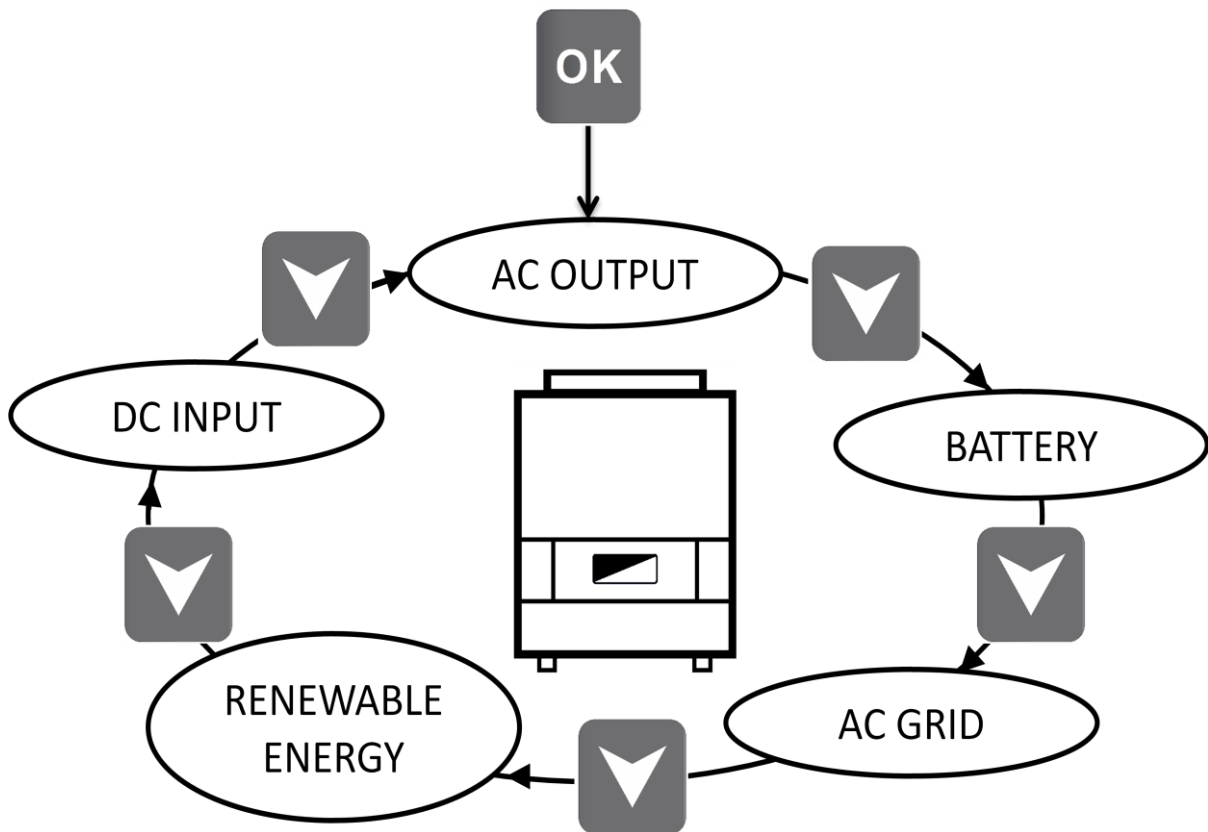 OK
AC OUTPUT
DC INPUT
BATTERY
RENEWABLE
ENERGY
AC GRID